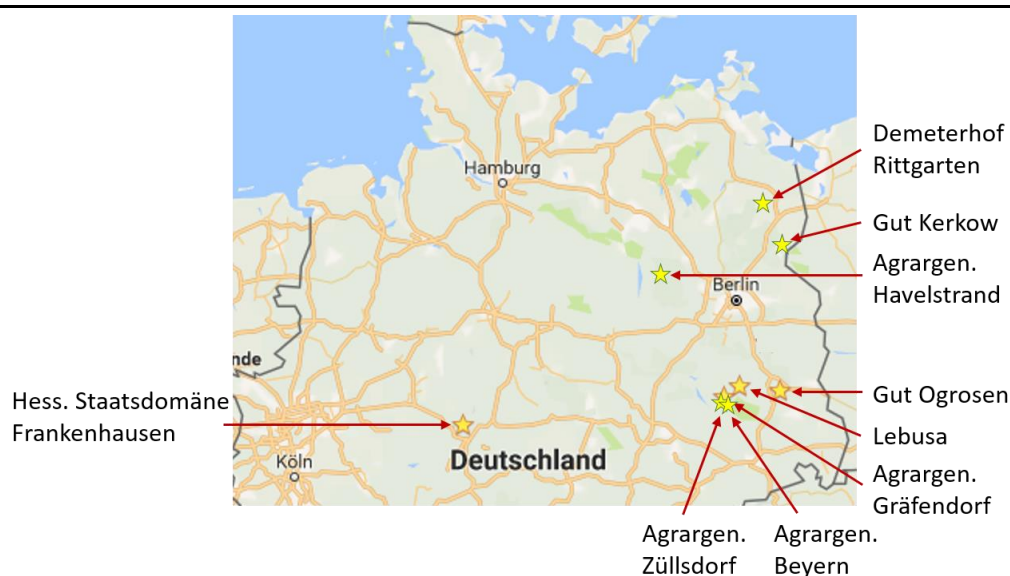 Demeterhof
Rittgarten
Hamburg
Gut Kerkow
Agrargen.
Havelstrand
Berlin
nde
Hess. Staatsdomäne
Frankenhausen
Gut Ogrosen
Lebusa
Köln
Deutschland
Agrargen.
Gräfendorf
Agrargen.
Züllsdorf
Agrargen.
Beyern